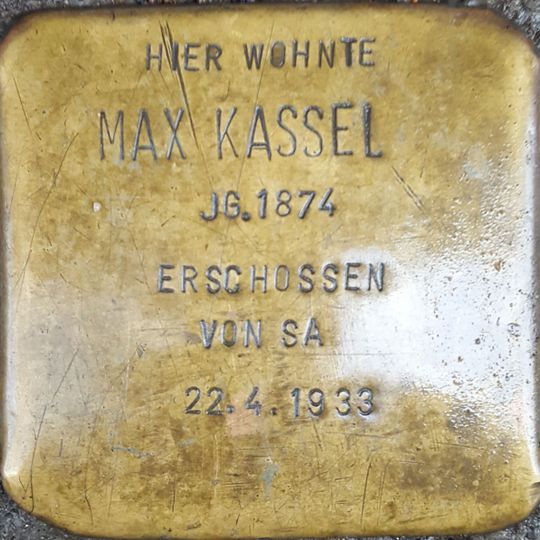 HIER WOHNTE
MAX KASSEL
JG. 1874
ERSCHOSSEN
VON SA
22.4.1933